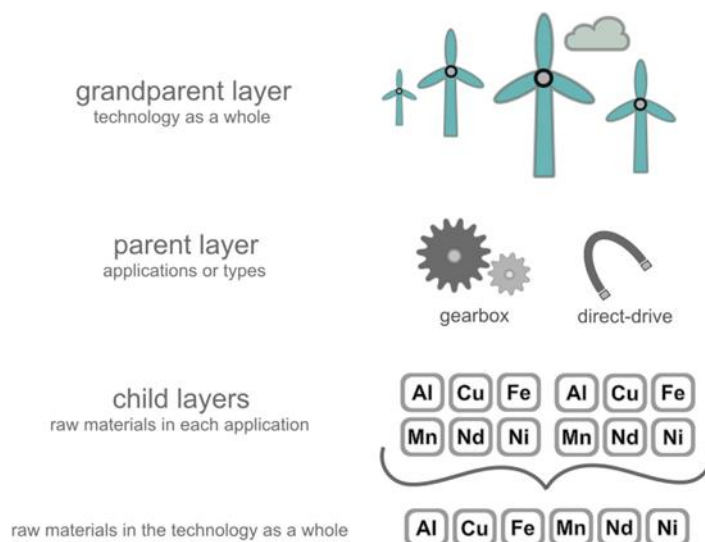 grandparent layer
technology as a whole
parent layer
applications or types
gearbox direct-drive
child layers
raw materials in each application
Al Cu Fe Al Cu Fe
Mn Nd Ni Mn Nd Ni
raw materials in the technology as a whole
Al Cu Fe Mn Nd Ni